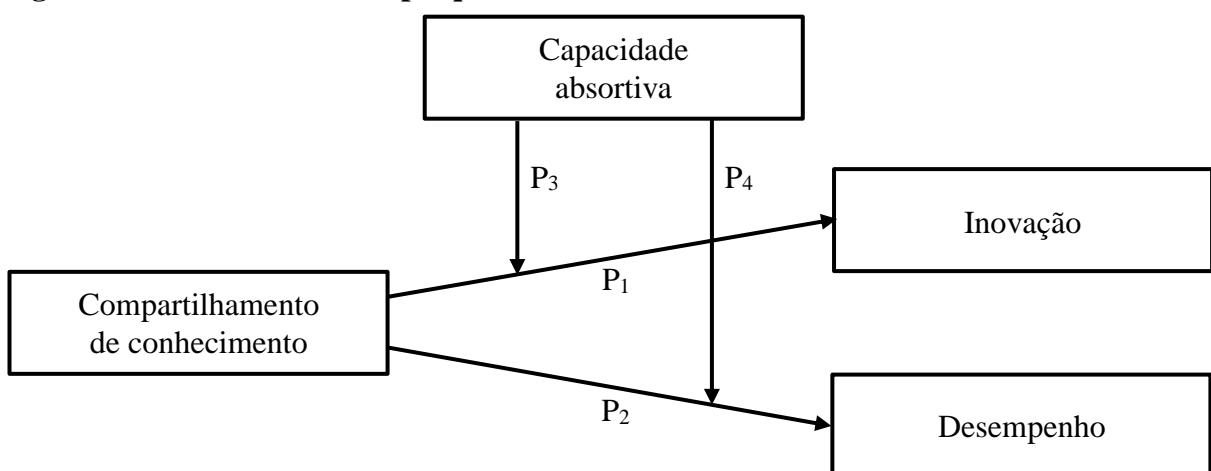 Capacidade
absortiva
P3
P4
Inovação
P1
Compartilhamento
de conhecimento
P2
Desempenho